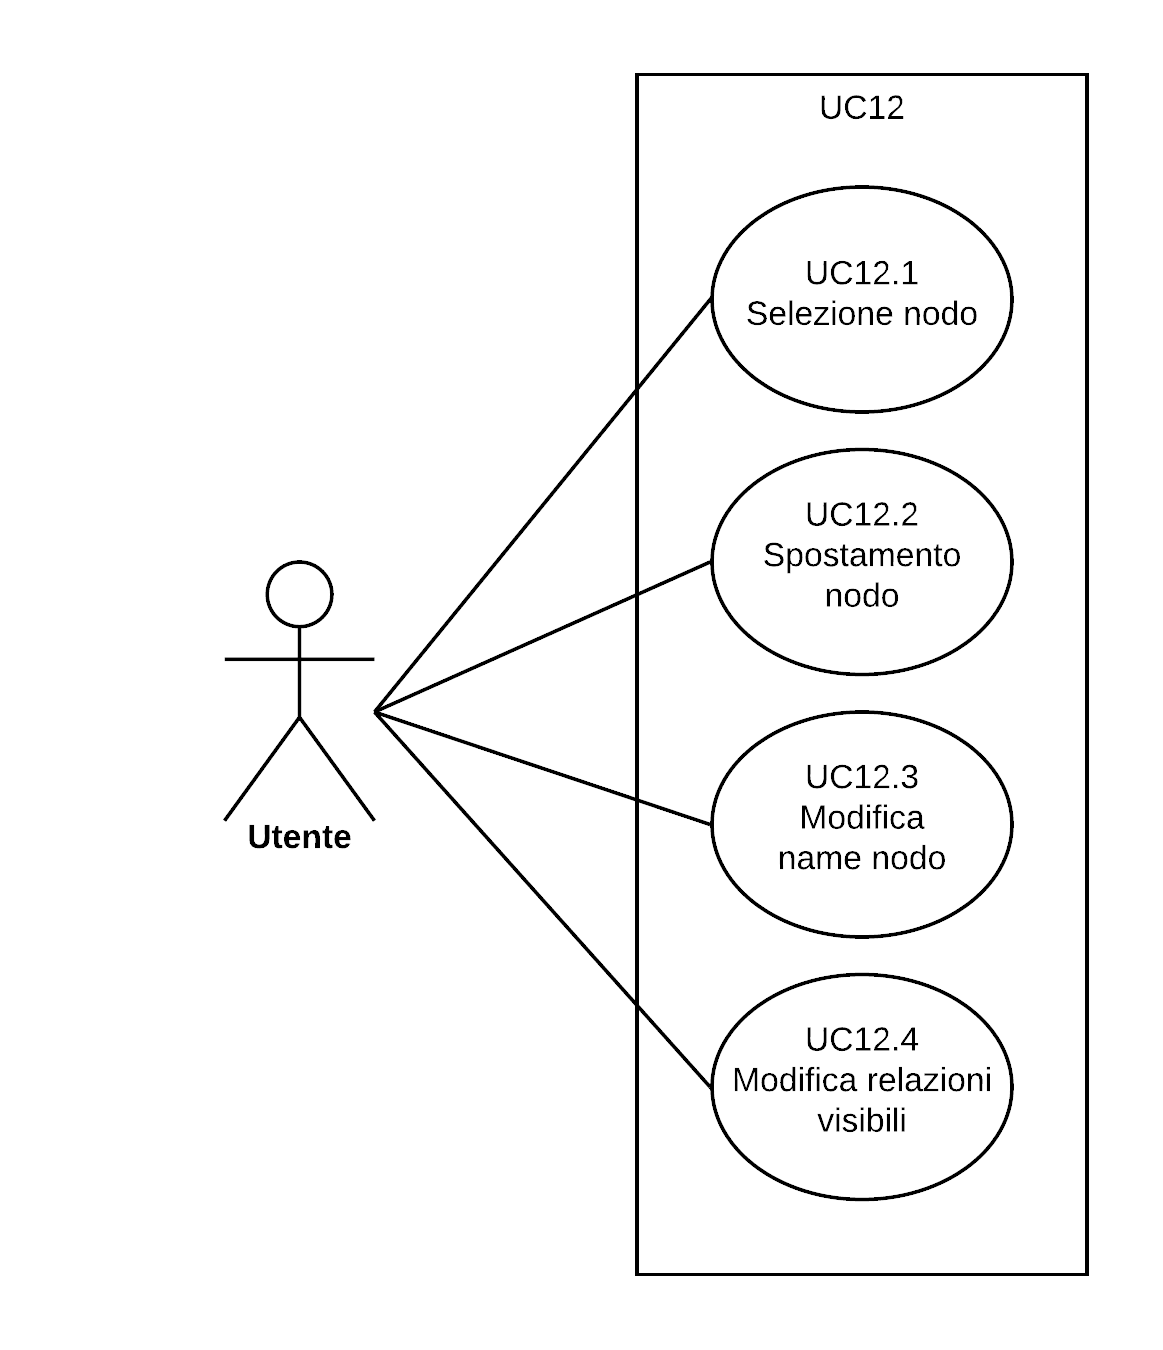 UC12
UC12.1
Selezione nodo
UC12.2
Spostamento
nodo
UC12.3
Modifica
name nodo
UC12.4
Modifica relazioni
visibili
Utente